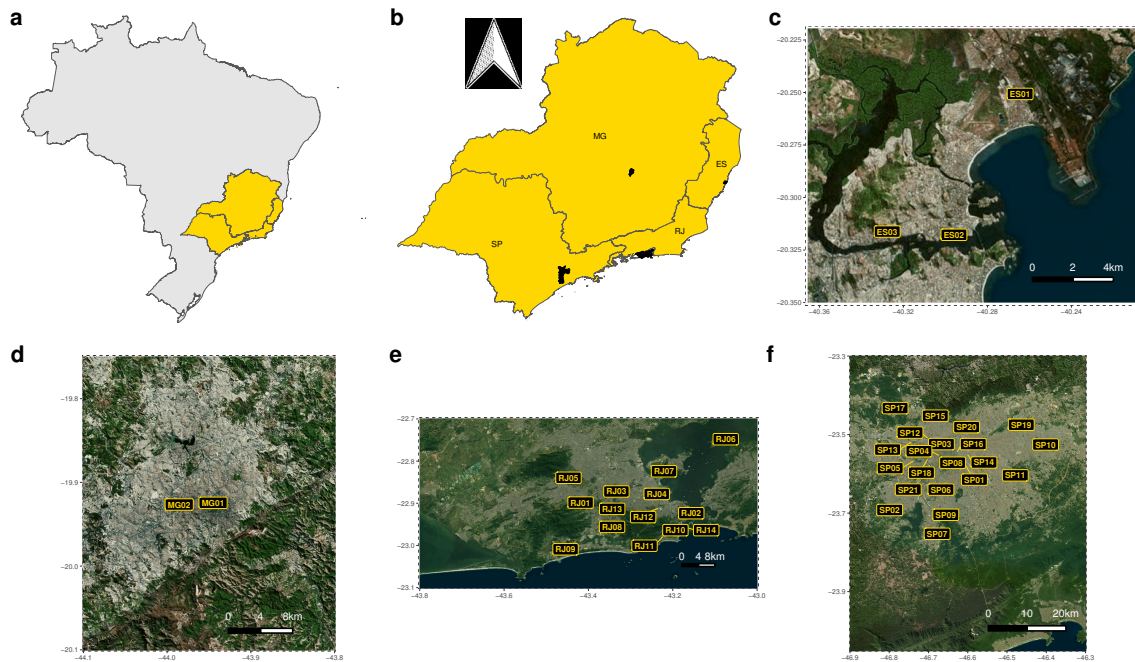 a
b
MG
ES
RJ
SP
c
−20.225
−20.250
−20.275
−20.300
−20.325
−20.350
ES01
ES03
ES02
0 2 4km
−40.36 −40.32 −40.28 −40.24
d
−19.8
−19.9
−20.0
−20.1
MG02 MG01
0 4 8km
−44.1 −44.0 −43.9 −43.8
e
−22.7
−22.8
−22.9
−23.0
−23.1
RJ06
RJ07
RJ05
RJ03
RJ04
RJ01
RJ13
RJ12
RJ02
RJ08
RJ10
RJ14
RJ09
RJ11
0 4 8km
−43.8 −43.6 −43.4 −43.2 −43.0
f
−23.3
−23.5
−23.7
−23.9
SP17
SP15
SP12
SP20
SP19
SP13
SP03
SP16
SP10
SP04
SP05
SP18
SP08
SP14
SP11
SP01
SP21
SP06
SP02
SP09
SP07
0 10 20km
−46.9 −46.8 −46.7 −46.6 −46.5 −46.4 −46.3